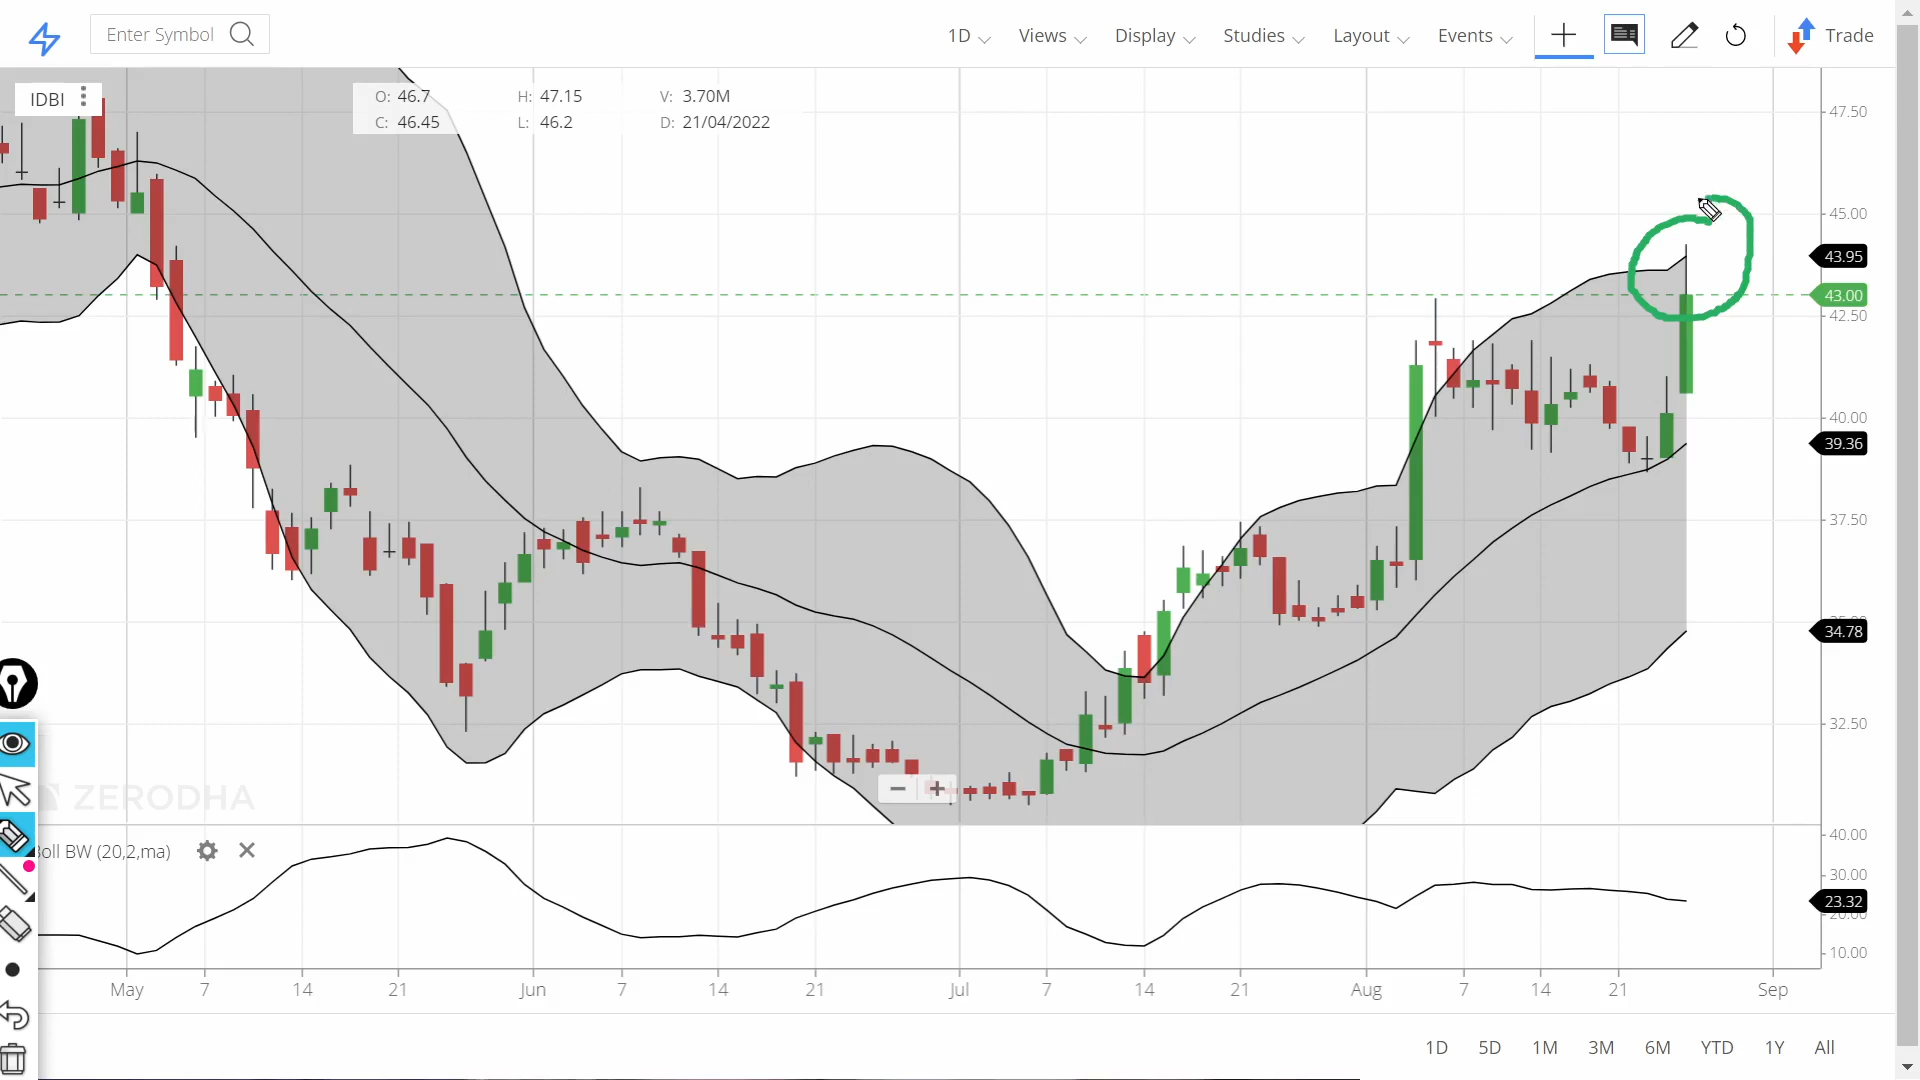 Enter Symbol
1D Views Display Studies Layout Events Trade
IDBI
O: 46.7 H: 47.15 V: 3.70M
C: 46.45 L: 46.2 D: 21/04/2022
47.50
45.00
43.95
43.00
42.50
40.00
39.36
37.50
34.78
32.50
ZERODHA
Boll BW (20,2,ma)
40.00
30.00
23.32
20.00
10.00
May 7 14 21 Jun 7 14 21 Jul 7 14 21 Aug 7 14 21 Sep
1D 5D 1M 3M 6M YTD 1Y All